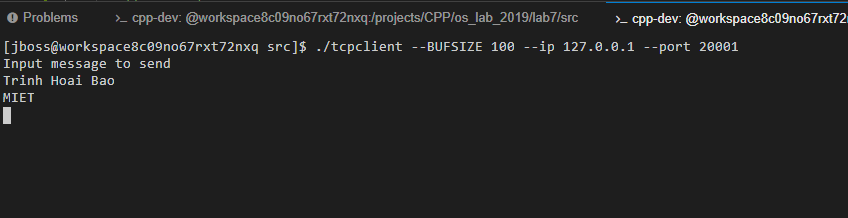 Problems
>_ cpp-dev: @workspace8c09no67rxt72nxq:/projects/CPP/os_lab_2019/lab7/src
>_ cpp-dev: @workspace8c09no67rxt72nx
[jboss@workspace8c09no67rxt72nxq src]$ ./tcpclient --BUFSIZE 100 --ip 127.0.0.1 --port 20001
Input message to send
Trinh Hoai Bao
MIET